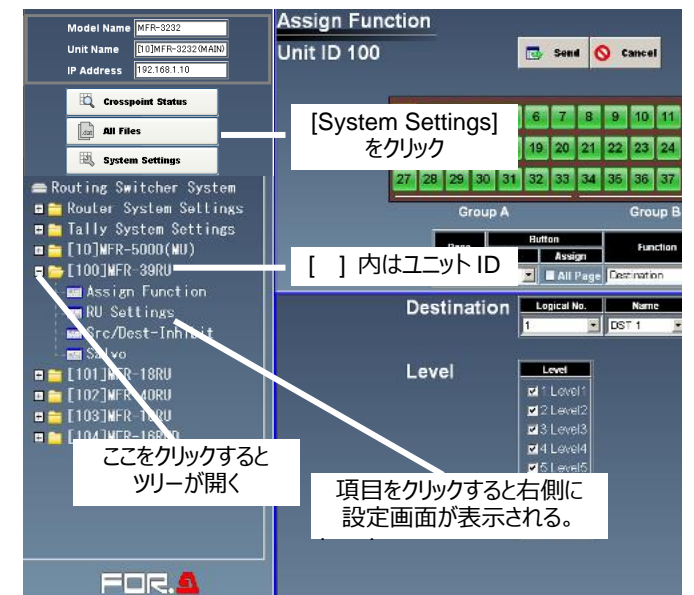 Model Name MFR-3232
Unit Name [10]MFR-3232(MAIN)
IP Address 192.168.1.10
Crosspoint Status
All Files
System Settings
Routing Switcher System
Router System Settings
Tally System Settings
[10]MFR-5000(MU)
[100]MFR-39RU
Assign Function
RU Settings
Src/Dest-Inhibit
Salvo
[101]MFR-18RU
[102]MFR-40RU
[103]MFR-16RU
[104]MFR-16RUD
ここをクリックすると
ツリーが開く
FOR.A
Assign Function
Unit ID 100
Send Cancel
[System Settings]
をクリック
6 7 8 9 10 11
19 20 21 22 23 24
27 28 29 30 31 32 33 34 35 36 37
Group A Group B
Button Function
Assign
All Page Destination
[ ] 内はユニット ID
Destination Logical No. Name
1 DST 1
Level Level
1 Level1
2 Level2
3 Level3
4 Level4
5 Level5
項目をクリックすると右側に
設定画面が表示される。